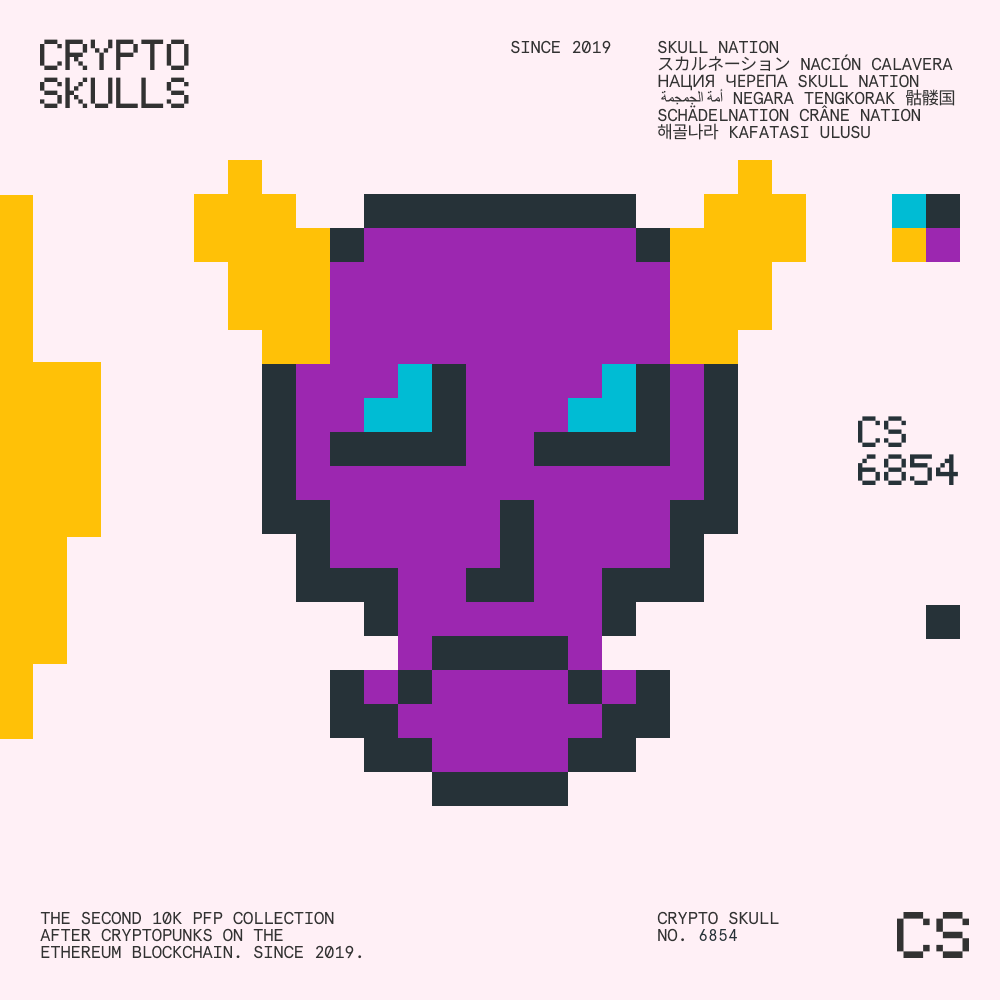 CRYPTO
SKULLS
SINCE 2019
SKULL NATION
スカルネーション NACIÓN CALAVERA
НАЦИЯ ЧЕРЕПА SKULL NATION
أمة الجمجمة NEGARA TENGKORAK 骷髅国
SCHÄDELNATION CRÂNE NATION
해골나라 KAFATASI ULUSU
CS
6854
THE SECOND 10K PFP COLLECTION
AFTER CRYPTOPUNKS ON THE
ETHEREUM BLOCKCHAIN. SINCE 2019.
CRYPTO SKULL
NO. 6854
CS